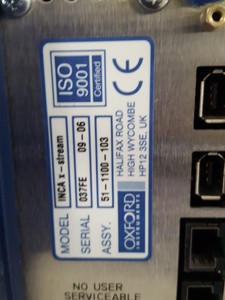 ISO
9001
Certified
CE
MODEL INCA x-stream
SERIAL 037FE 09-06
ASSY. 51-1100-103
OXFORD
INSTRUMENTS
HALIFAX ROAD
HIGH WYCOMBE
HP12 3SE, UK
NO USER
SERVICEABLE